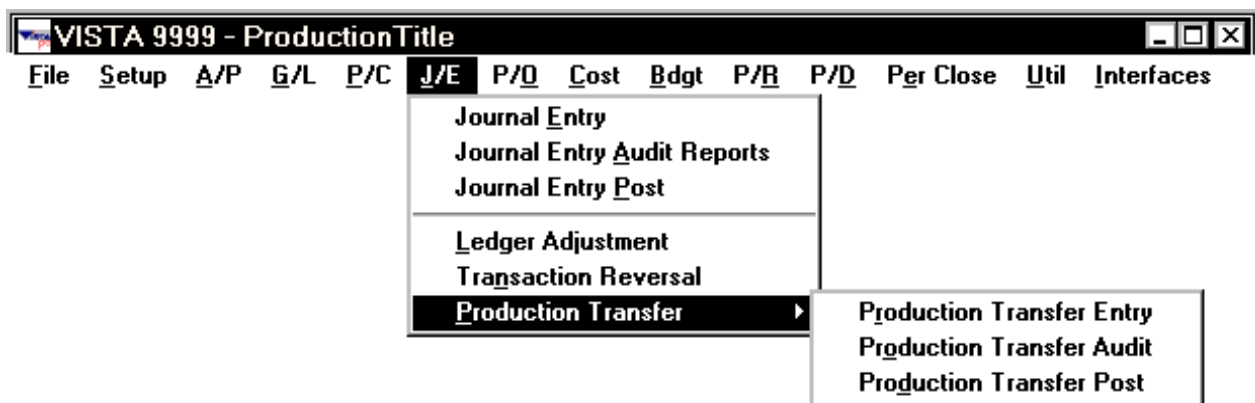 VISTA 9999 - ProductionTitle
File Setup A/P G/L P/C J/E P/O Cost Bdgt P/R P/D Per Close Util Interfaces
Journal Entry
Journal Entry Audit Reports
Journal Entry Post
Ledger Adjustment
Transaction Reversal
Production Transfer
Production Transfer Entry
Production Transfer Audit
Production Transfer Post